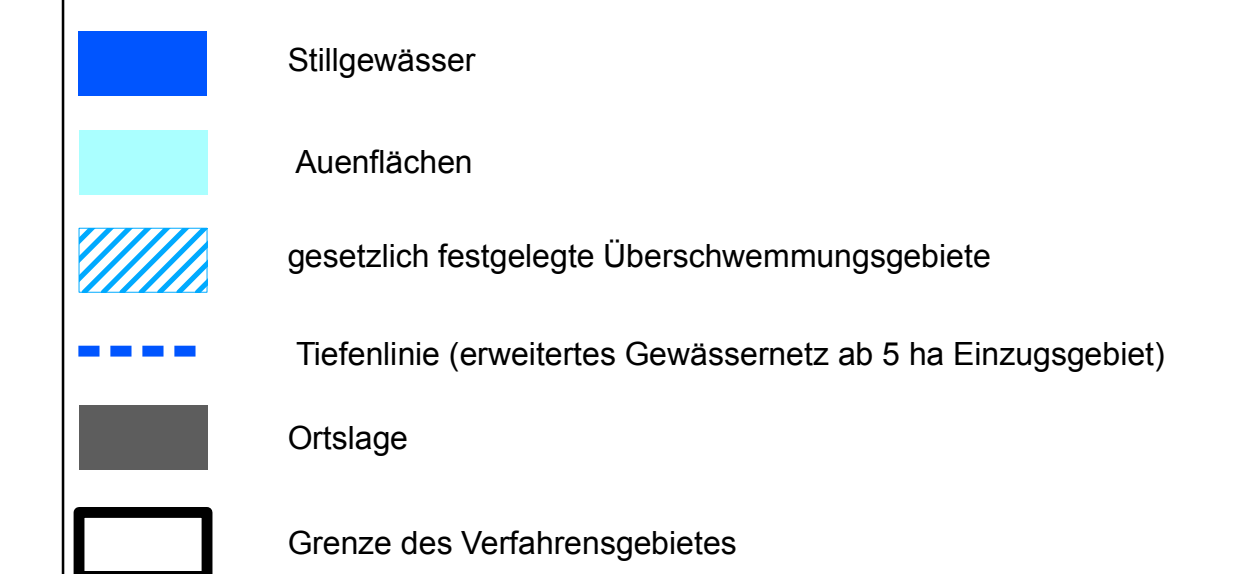 Stillgewässer
Auenflächen
gesetzlich festgelegte Überschwemmungsgebiete
Tiefenlinie (erweitertes Gewässernetz ab 5 ha Einzugsgebiet)
Ortslage
Grenze des Verfahrensgebietes